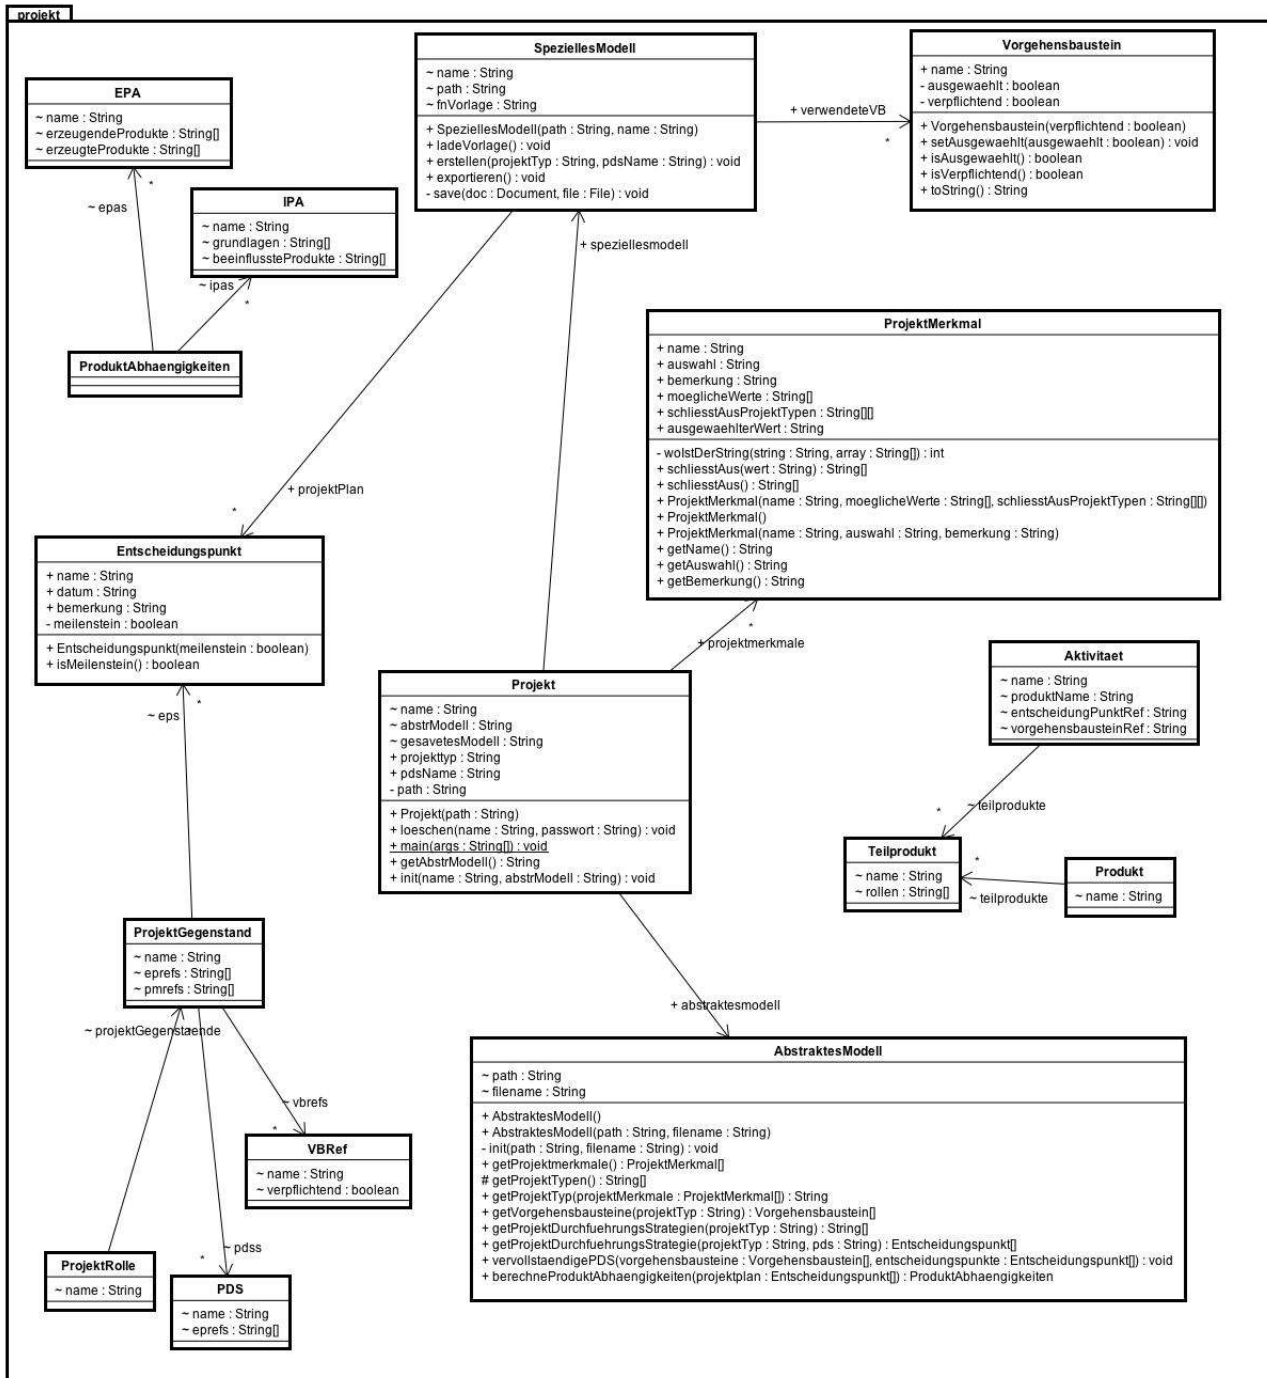 projekt
SpeziellesModell
~ name : String
~ path : String
~ fnVorlage : String
+ SpeziellesModell(path : String, name : String)
+ ladeVorlage() : void
+ erstellen(projektTyp : String, pdsName : String) : void
+ exportieren() : void
- save(doc : Document, file : File) : void
+ verwendeteVB
*
Vorgehensbaustein
+ name : String
- ausgewaehlt : boolean
- verpflichtend : boolean
+ Vorgehensbaustein(verpflichtend : boolean)
+ setAusgewaehlt(ausgewaehlt : boolean) : void
+ isAusgewaehlt() : boolean
+ isVerpflichtend() : boolean
+ toString() : String
EPA
~ name : String
~ erzeugendeProdukte : String[]
~ erzeugteProdukte : String[]
*
~ epas
IPA
~ name : String
~ grundlagen : String[]
~ beeinflussteProdukte : String[]
~ ipas
*
ProduktAbhaengigkeiten
+ speziellesmodell
ProjektMerkmal
+ name : String
+ auswahl : String
+ bemerkung : String
+ moeglicheWerte : String[]
+ schliesstAusProjektTypen : String[][]
+ ausgewaehlterWert : String
- woIstDerString(string : String, array : String[]) : int
+ schliesstAus(wert : String) : String[]
+ schliesstAus() : String[]
+ ProjektMerkmal(name : String, moeglicheWerte : String[], schliesstAusProjektTypen : String[][])
+ ProjektMerkmal()
+ ProjektMerkmal(name : String, auswahl : String, bemerkung : String)
+ getName() : String
+ getAuswahl() : String
+ getBemerkung() : String
+ projektPlan
*
Entscheidungspunkt
+ name : String
+ datum : String
+ bemerkung : String
- meilenstein : boolean
+ Entscheidungspunkt(meilenstein : boolean)
+ isMeilenstein() : boolean
*
~ eps
*
+ projektmerkmale
Projekt
~ name : String
~ abstrModell : String
~ gesavetesModell : String
+ projekttyp : String
+ pdsName : String
- path : String
+ Projekt(path : String)
+ loeschen(name : String, passwort : String) : void
+ main(args : String[]) : void
+ getAbstrModell() : String
+ init(name : String, abstrModell : String) : void
Aktivitaet
~ name : String
~ produktName : String
~ entscheidungPunktRef : String
~ vorgehensbausteinRef : String
*
~ teilprodukte
Teilprodukt
~ name : String
~ rollen : String[]
*
~ teilprodukte
Produkt
~ name : String
ProjektGegenstand
~ name : String
~ eprefs : String[]
~ pmrefs : String[]
~ projektGegenstaende
*
+ abstraktesmodell
AbstraktesModell
~ path : String
~ filename : String
+ AbstraktesModell()
+ AbstraktesModell(path : String, filename : String)
- init(path : String, filename : String) : void
+ getProjektmerkmale() : ProjektMerkmal[]
# getProjektTypen() : String[]
+ getProjektTyp(projektMerkmale : ProjektMerkmal[]) : String
+ getVorgehensbausteine(projektTyp : String) : Vorgehensbaustein[]
+ getProjektDurchfuehrungsStrategien(projektTyp : String) : String[]
+ getProjektDurchfuehrungsStrategie(projektTyp : String, pds : String) : Entscheidungspunkt[]
+ vervollstaendigePDS(vorgehensbausteine : Vorgehensbaustein[], entscheidungspunkte : Entscheidungspunkt[]) : void
+ berechneProduktAbhaengigkeiten(projektplan : Entscheidungspunkt[]) : ProduktAbhaengigkeiten
~ vbrefs
*
VBRef
~ name : String
~ verpflichtend : boolean
~ pdss
*
ProjektRolle
~ name : String
PDS
~ name : String
~ eprefs : String[]